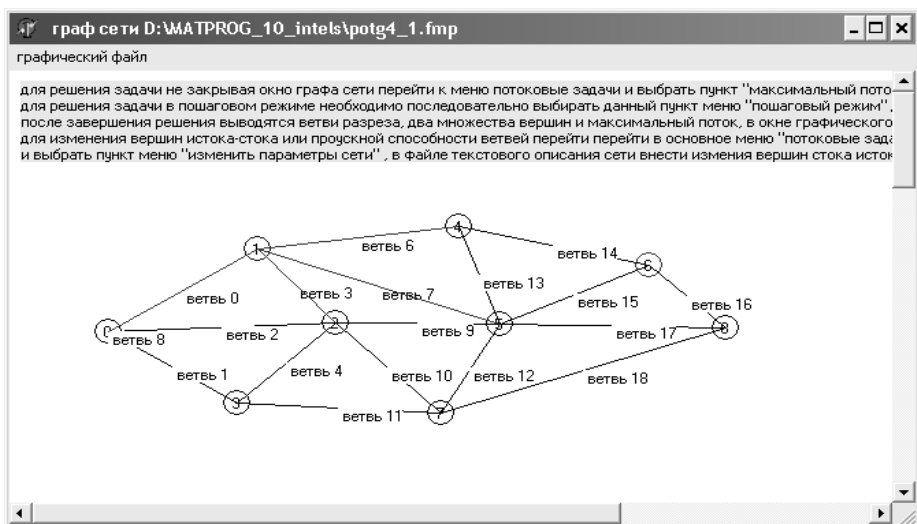 граф сети D:\MATPROG_10_intels\potg4_1.fmp
графический файл
для решения задачи не закрывая окно графа сети перейти к меню потоковые задачи и выбрать пункт "максимальный пото
для решения задачи в пошаговом режиме необходимо последовательно выбирать данный пункт меню "пошаговый режим" ,
после завершения решения выводятся ветви разреза, два множества вершин и максимальный поток, в окне графического
для изменения вершин истока-стока или проускной способности ветвей перейти перейти в основное меню "потоковые зада
и выбрать пункт меню "изменить параметры сети" , в файле текстового описания сети внести измения вершин стока исток
4
1
ветвь 6
ветвь 14
6
ветвь 13
ветвь 0
ветвь 3
ветвь 7
ветвь 15
ветвь 16
0
2
5
8
ветвь 8
ветвь 2
ветвь 9
ветвь 17
ветвь 1
ветвь 4
ветвь 10
ветвь 12
ветвь 18
3
ветвь 11
7